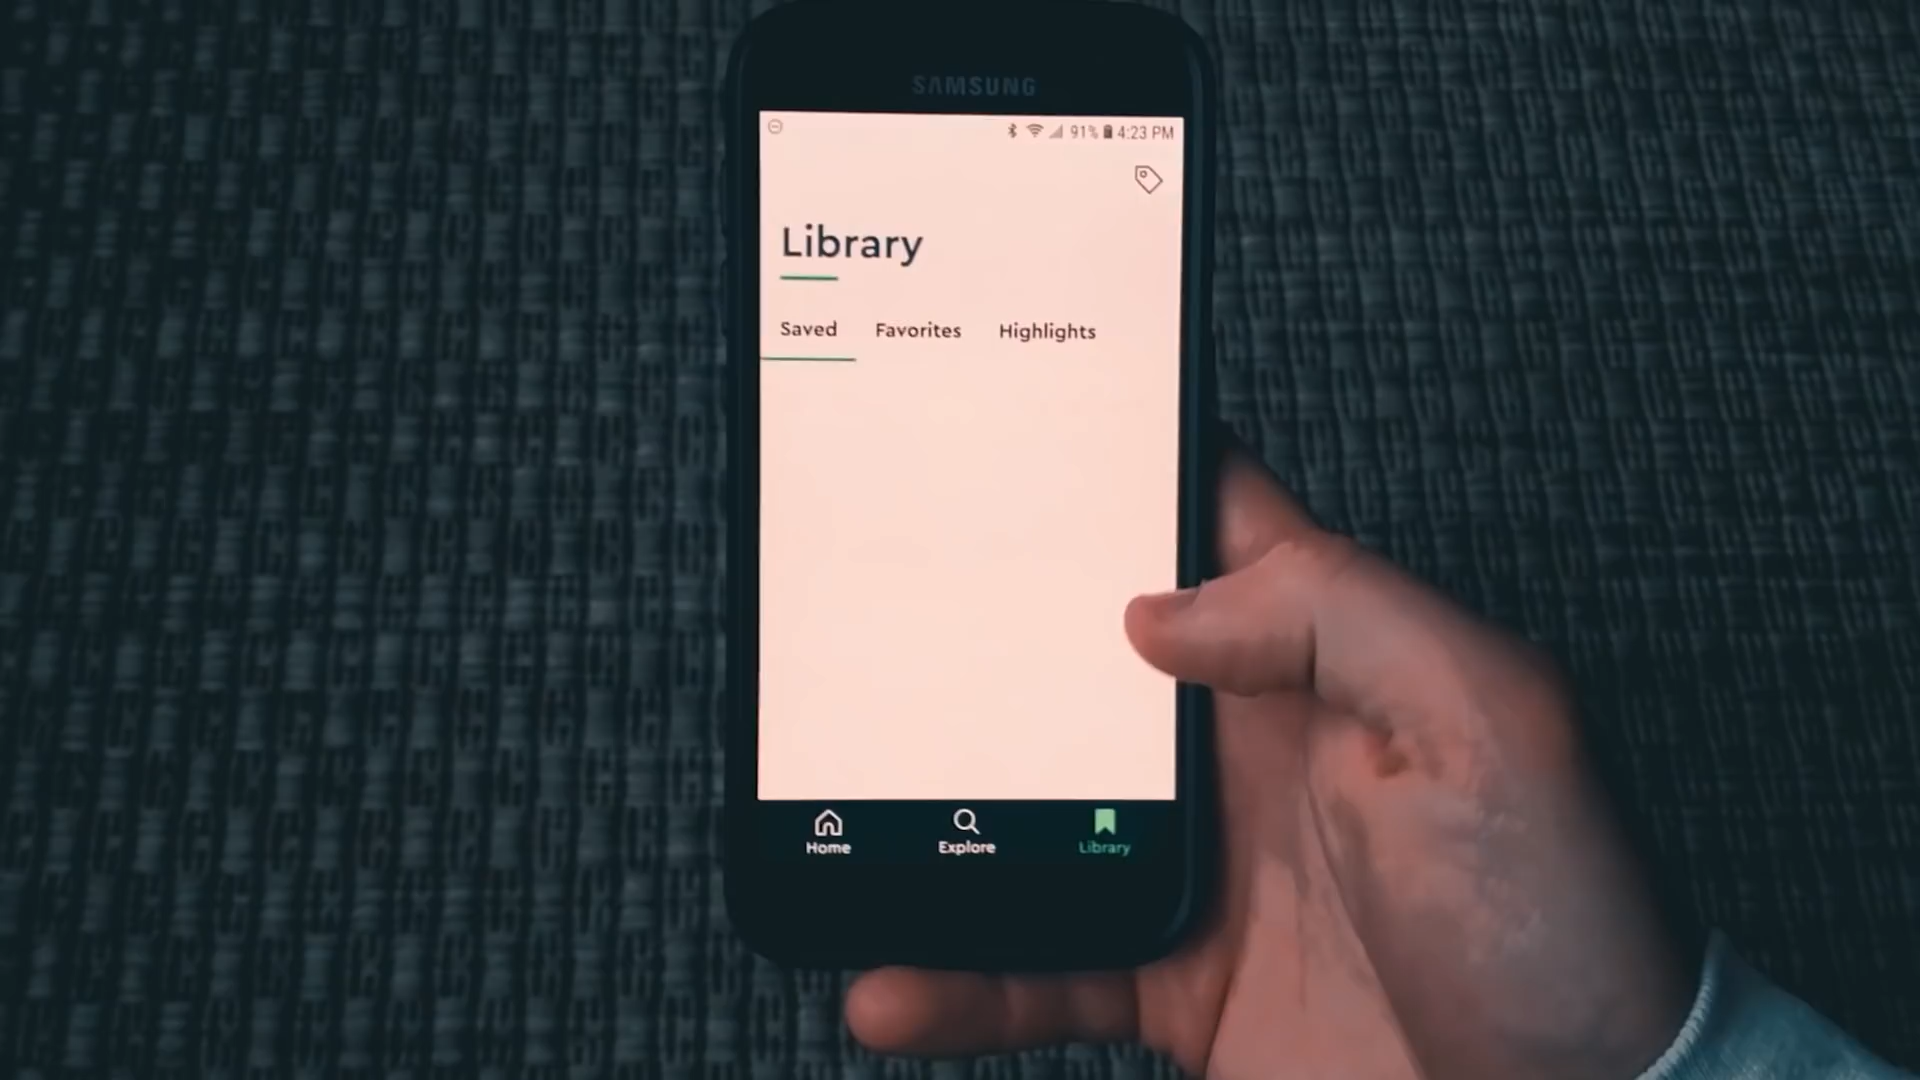 SAMSUNG
91% 4:23 PM
Library
Saved Favorites Highlights
Home Explore Library